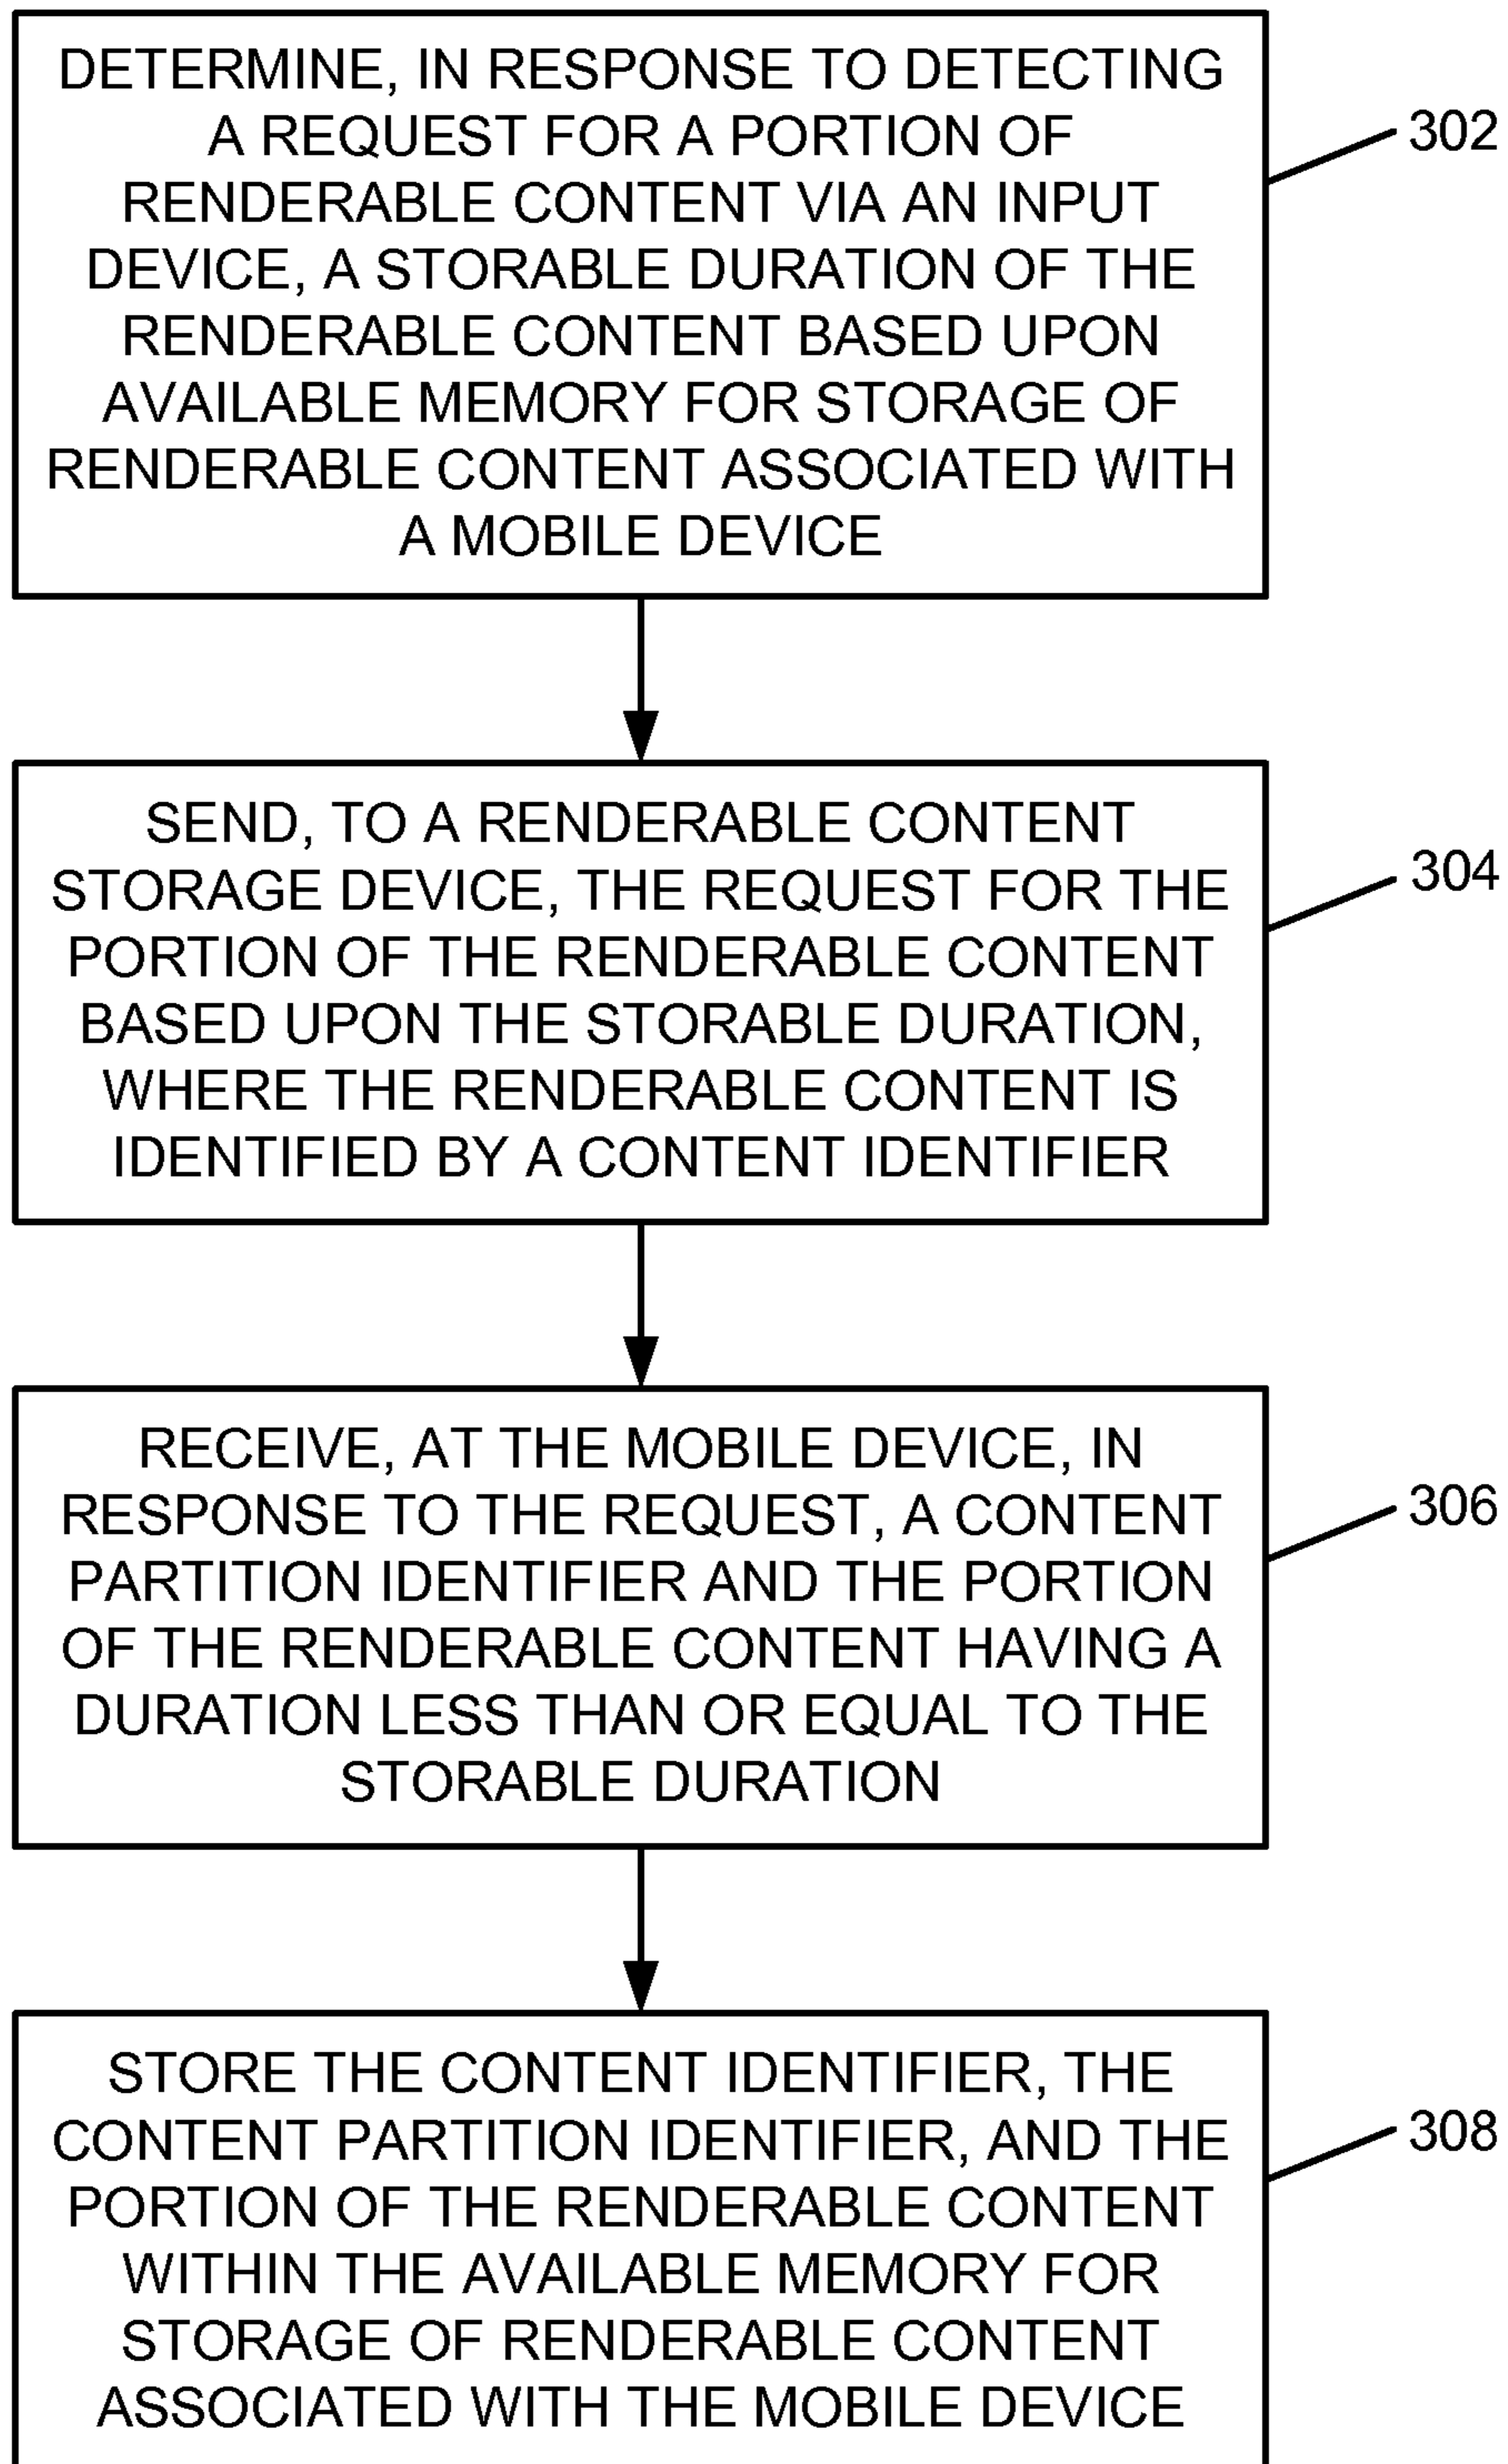 DETERMINE, IN RESPONSE TO DETECTING
A REQUEST FOR A PORTION OF
RENDERABLE CONTENT VIA AN INPUT
DEVICE, A STORABLE DURATION OF THE
RENDERABLE CONTENT BASED UPON
AVAILABLE MEMORY FOR STORAGE OF
RENDERABLE CONTENT ASSOCIATED WITH
A MOBILE DEVICE
302
SEND, TO A RENDERABLE CONTENT
STORAGE DEVICE, THE REQUEST FOR THE
PORTION OF THE RENDERABLE CONTENT
BASED UPON THE STORABLE DURATION,
WHERE THE RENDERABLE CONTENT IS
IDENTIFIED BY A CONTENT IDENTIFIER
304
RECEIVE, AT THE MOBILE DEVICE, IN
RESPONSE TO THE REQUEST, A CONTENT
PARTITION IDENTIFIER AND THE PORTION
OF THE RENDERABLE CONTENT HAVING A
DURATION LESS THAN OR EQUAL TO THE
STORABLE DURATION
306
STORE THE CONTENT IDENTIFIER, THE
CONTENT PARTITION IDENTIFIER, AND THE
PORTION OF THE RENDERABLE CONTENT
WITHIN THE AVAILABLE MEMORY FOR
STORAGE OF RENDERABLE CONTENT
ASSOCIATED WITH THE MOBILE DEVICE
308